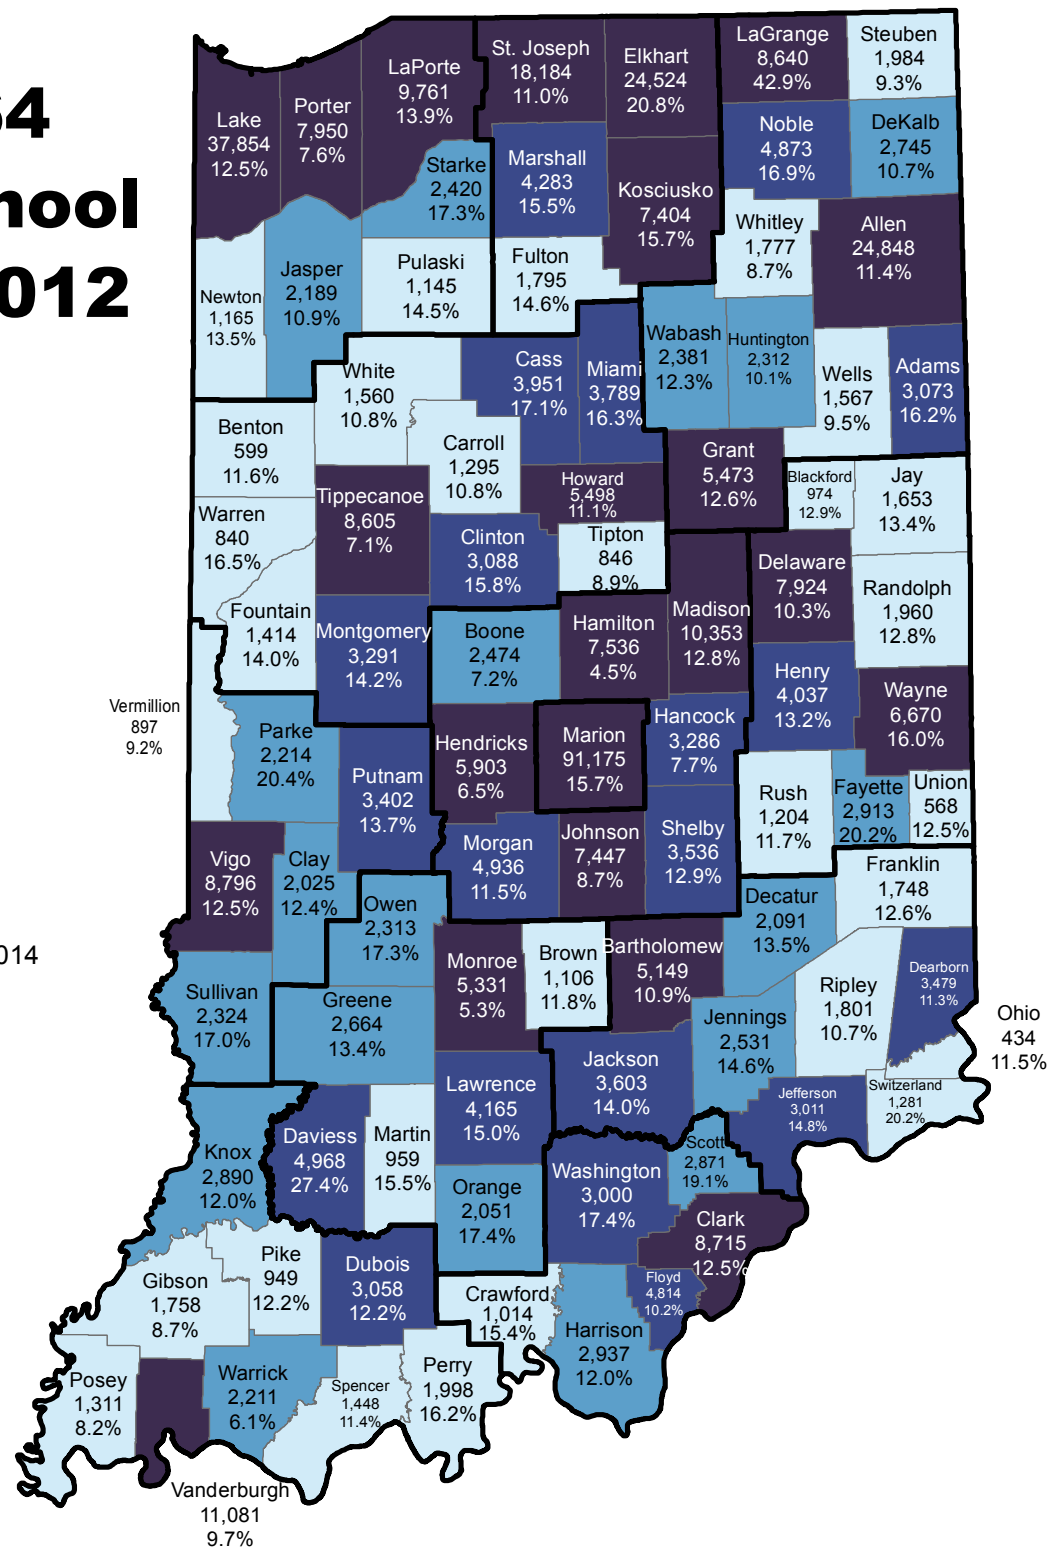 64
hool
2012
014
Lake
37,854
12.5%
Porter
7,950
7.6%
LaPorte
9,761
13.9%
St. Joseph
18,184
11.0%
Elkhart
24,524
20.8%
LaGrange
8,640
42.9%
Steuben
1,984
9.3%
Noble
4,873
16.9%
DeKalb
2,745
10.7%
Starke
2,420
17.3%
Marshall
4,283
15.5%
Kosciusko
7,404
15.7%
Whitley
1,777
8.7%
Allen
24,848
11.4%
Newton
1,165
13.5%
Jasper
2,189
10.9%
Pulaski
1,145
14.5%
Fulton
1,795
14.6%
White
1,560
10.8%
Cass
3,951
17.1%
Miami
3,789
16.3%
Wabash
2,381
12.3%
Huntington
2,312
10.1%
Wells
1,567
9.5%
Adams
3,073
16.2%
Benton
599
11.6%
Carroll
1,295
10.8%
Grant
5,473
12.6%
Blackford
974
12.9%
Jay
1,653
13.4%
Warren
840
16.5%
Tippecanoe
8,605
7.1%
Howard
5,498
11.1%
Clinton
3,088
15.8%
Tipton
846
8.9%
Delaware
7,924
10.3%
Randolph
1,960
12.8%
Fountain
1,414
14.0%
Montgomery
3,291
14.2%
Boone
2,474
7.2%
Hamilton
7,536
4.5%
Madison
10,353
12.8%
Henry
4,037
13.2%
Wayne
6,670
16.0%
Vermillion
897
9.2%
Parke
2,214
20.4%
Putnam
3,402
13.7%
Hendricks
5,903
6.5%
Marion
91,175
15.7%
Hancock
3,286
7.7%
Rush
1,204
11.7%
Fayette
2,913
20.2%
Union
568
12.5%
Vigo
8,796
12.5%
Clay
2,025
12.4%
Owen
2,313
17.3%
Morgan
4,936
11.5%
Johnson
7,447
8.7%
Shelby
3,536
12.9%
Franklin
1,748
12.6%
Decatur
2,091
13.5%
Sullivan
2,324
17.0%
Greene
2,664
13.4%
Monroe
5,331
5.3%
Brown
1,106
11.8%
Bartholomew
5,149
10.9%
Jennings
2,531
14.6%
Ripley
1,801
10.7%
Dearborn
3,479
11.3%
Ohio
434
11.5%
Knox
2,890
12.0%
Daviess
4,968
27.4%
Martin
959
15.5%
Lawrence
4,165
15.0%
Jackson
3,603
14.0%
Scott
2,871
19.1%
Jefferson
3,011
14.8%
Switzerland
1,281
20.2%
Orange
2,051
17.4%
Washington
3,000
17.4%
Clark
8,715
12.5%
Gibson
1,758
8.7%
Pike
949
12.2%
Dubois
3,058
12.2%
Crawford
1,014
15.4%
Harrison
2,937
12.0%
Floyd
4,814
10.2%
Posey
1,311
8.2%
Warrick
2,211
6.1%
Spencer
1,448
11.4%
Perry
1,998
16.2%
Vanderburgh
11,081
9.7%